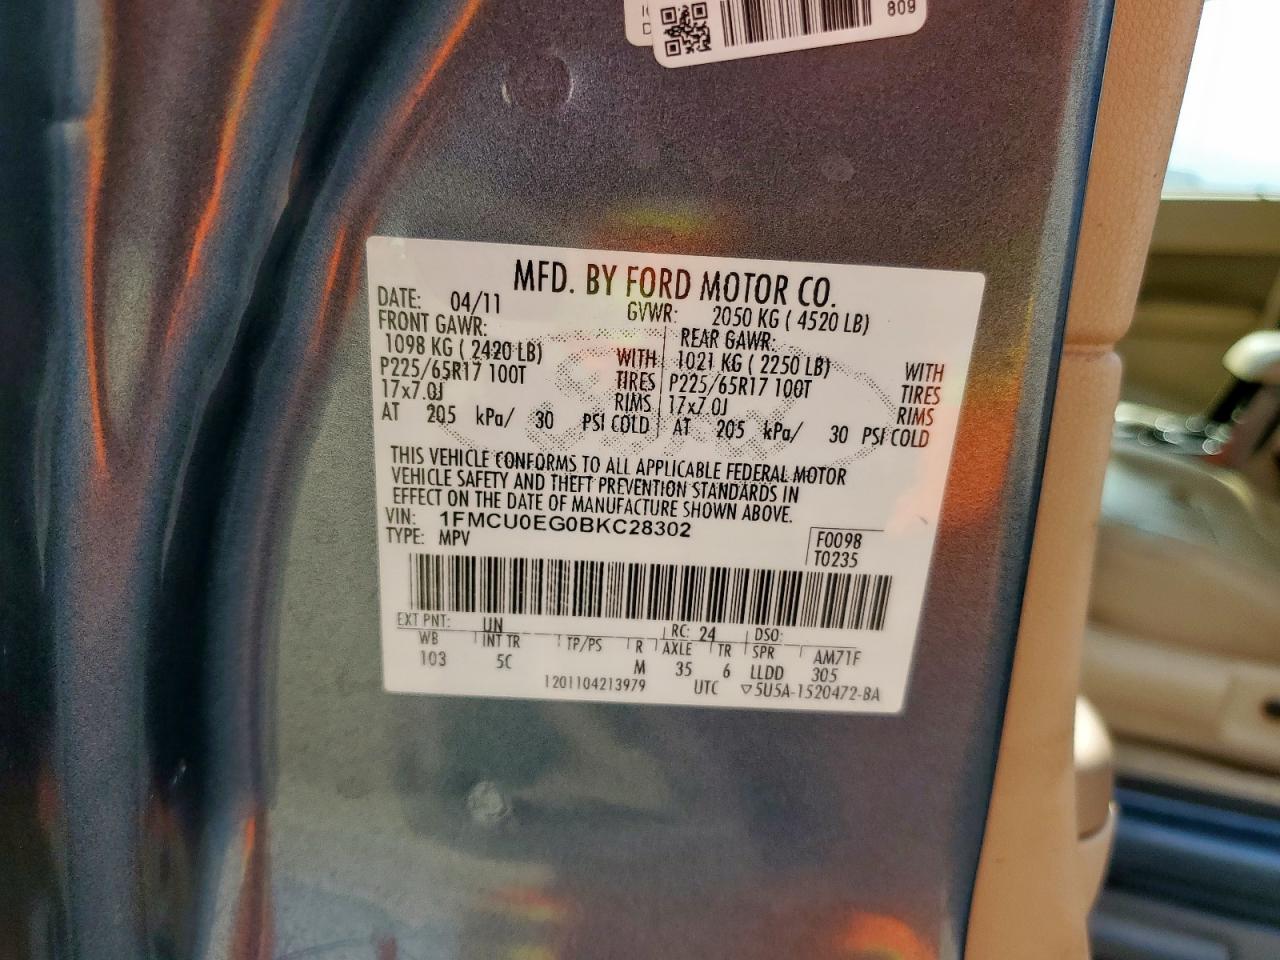 809
MFD. BY FORD MOTOR CO.
DATE: 04/11 GVWR: 2050 KG ( 4520 LB)
FRONT GAWR: REAR GAWR:
1098 KG ( 2420 LB) WITH 1021 KG ( 2250 LB) WITH
P225/65R17 100T TIRES P225/65R17 100T TIRES
17x7.0J RIMS 17x7.0J RIMS
AT 205 kPa/ 30 PSI COLD AT 205 kPa/ 30 PSI COLD
THIS VEHICLE CONFORMS TO ALL APPLICABLE FEDERAL MOTOR
VEHICLE SAFETY AND THEFT PREVENTION STANDARDS IN
EFFECT ON THE DATE OF MANUFACTURE SHOWN ABOVE.
VIN: 1FMCU0EG0BKC28302
TYPE: MPV
F0098
T0235
EXT PNT: UN RC: 24 DSO:
WB INT TR TP/PS R AXLE TR SPR AM71F
103 5C M 35 6 LLDD 305
1201104213979 UTC ▽5U5A-1520472-BA